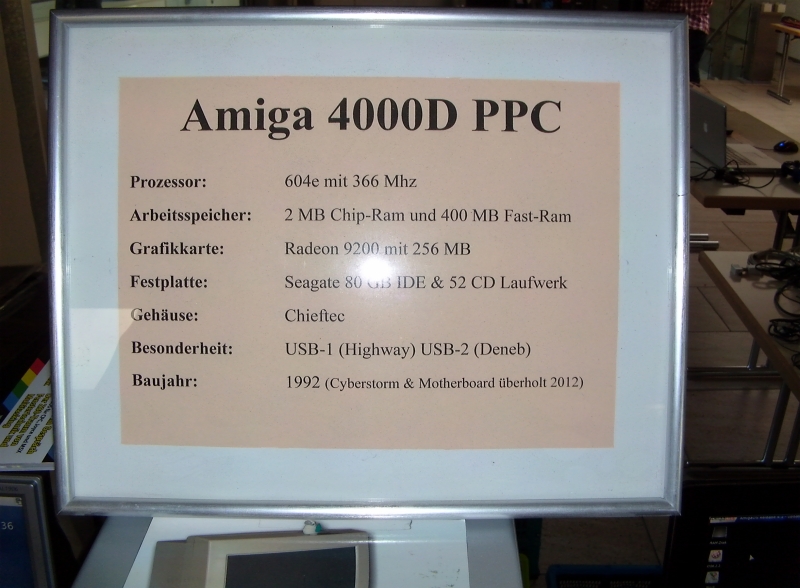 Amiga 4000D PPC
Prozessor: 604e mit 366 Mhz
Arbeitsspeicher: 2 MB Chip-Ram und 400 MB Fast-Ram
Grafikkarte: Radeon 9200 mit 256 MB
Festplatte: Seagate 80 GB IDE & 52 CD Laufwerk
Gehäuse: Chieftec
Besonderheit: USB-1 (Highway) USB-2 (Deneb)
Baujahr: 1992 (Cyberstorm & Motherboard überholt 2012)
36